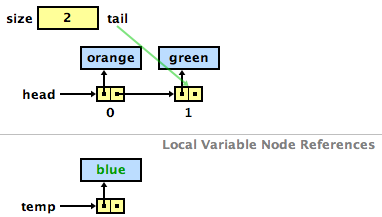 size 2 tail
orange green
head
0 1
Local Variable Node References
blue
temp